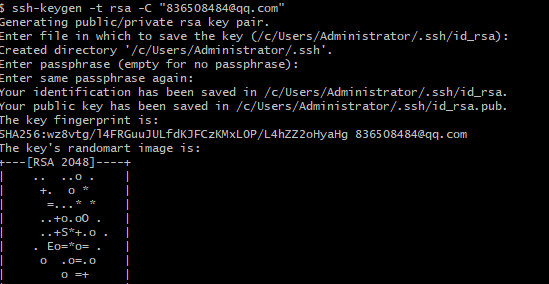 $ ssh-keygen -t rsa -C "836508484@qq.com"
Generating public/private rsa key pair.
Enter file in which to save the key (/c/Users/Administrator/.ssh/id_rsa):
Created directory '/c/Users/Administrator/.ssh'.
Enter passphrase (empty for no passphrase):
Enter same passphrase again:
Your identification has been saved in /c/Users/Administrator/.ssh/id_rsa.
Your public key has been saved in /c/Users/Administrator/.ssh/id_rsa.pub.
The key fingerprint is:
SHA256:wz8vtg/l4FRGuuJULfdKJFCzKMxLOP/L4hZZ2oHyaHg 836508484@qq.com
The key's randomart image is:
+---[RSA 2048]----+
|    ..  ..o .    |
|    +.  o *      |
|     =...* *     |
|    ..+o.oO .    |
|    ..+S*+.o .   |
|   . Eo=*o= .    |
|    o  .o=.o     |
|       o =+      |